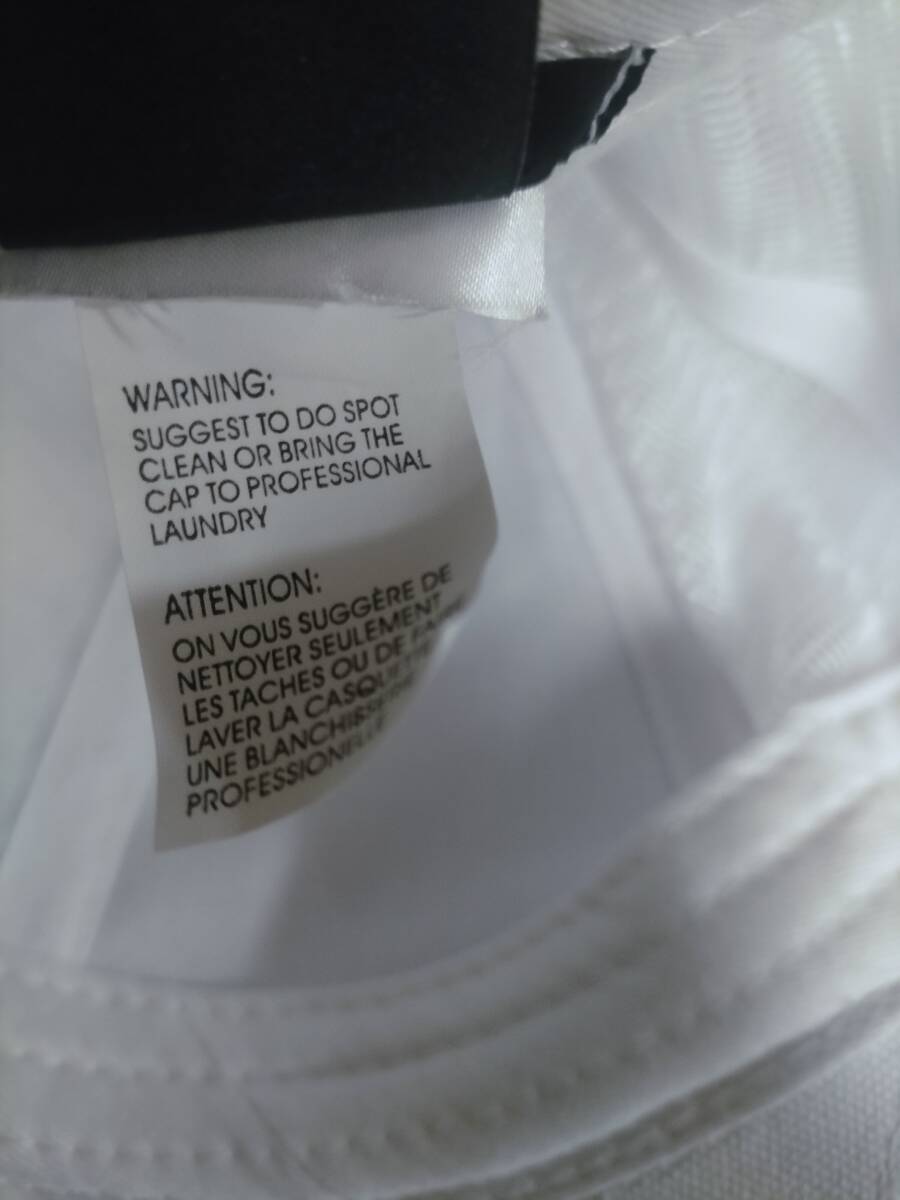 WARNING:
SUGGEST TO DO SPOT
CLEAN OR BRING THE
CAP TO PROFESSIONAL
LAUNDRY
ATTENTION:
ON VOUS SUGGÈRE DE
NETTOYER SEULEMENT
LES TACHES OU DE FAIRE
LAVER LA CASQUETTE
UNE BLANCHISSERIE
PROFESSIONELLE